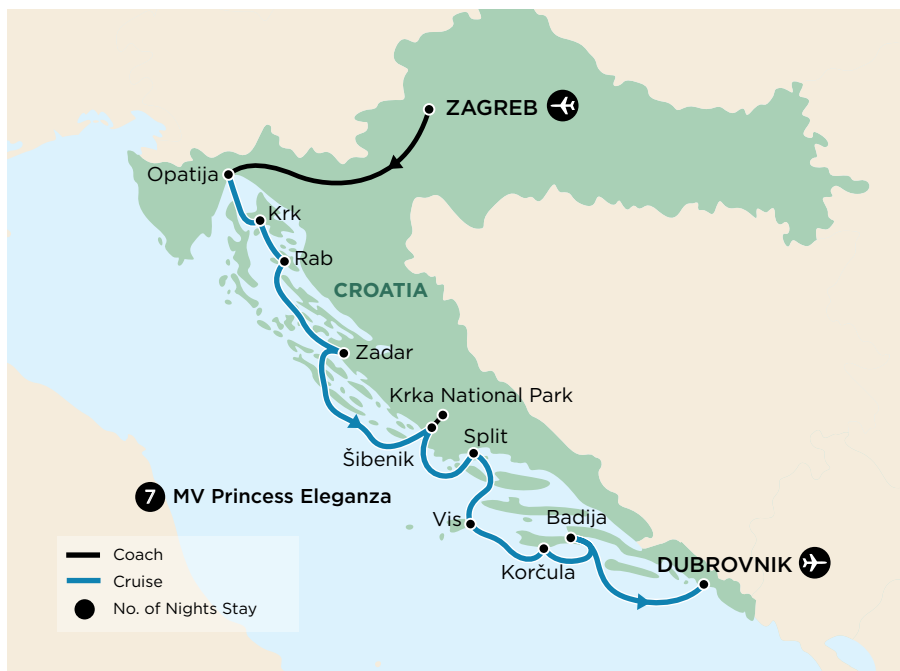 ZAGREB
Opatija
Krk
Rab
CROATIA
Zadar
Krka National Park
Split
Šibenik
7 MV Princess Eleganza
Vis
Badija
Korčula
DUBROVNIK
Coach
Cruise
No. of Nights Stay